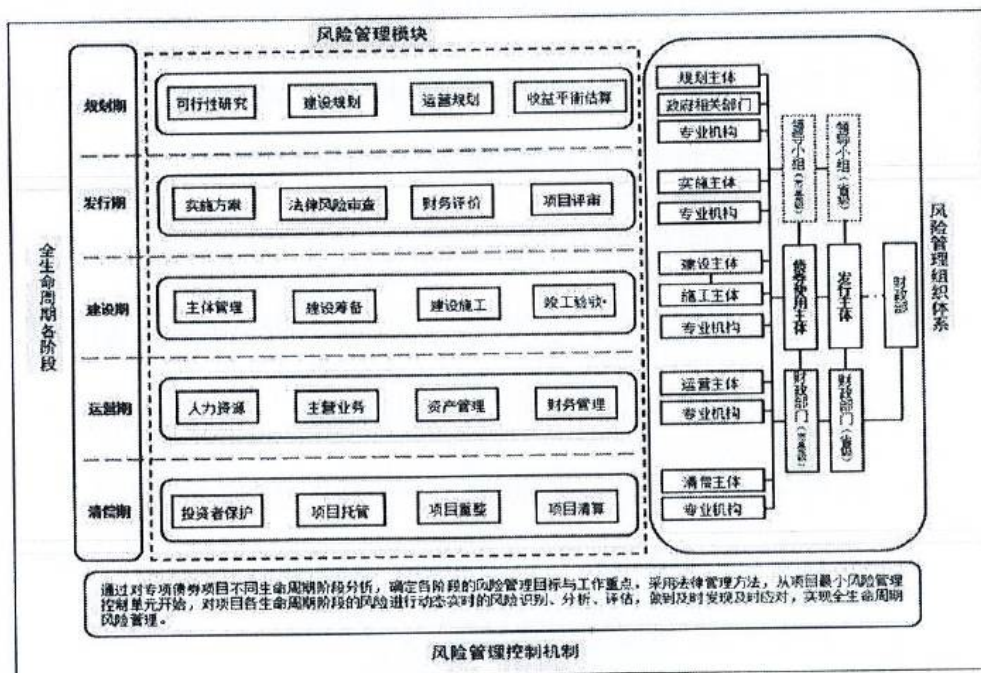 风险管理模块
全生命周期各阶段
规划期
可行性研究
建设规划
运营规划
收益平衡估算
发行期
实施方案
法律风险审查
财务评价
项目评审
建设期
主体管理
建设筹备
建设施工
竣工验收
运营期
人力资源
主营业务
资产管理
财务管理
清偿期
投资者保护
项目托管
项目重整
项目清算
规划主体
政府相关部门
专业机构
实施主体
专业机构
建设主体
施工主体
专业机构
运营主体
专业机构
清偿主体
专业机构
领导小组(市县级)
债券使用主体
财政部门(市县级)
领导小组(省级)
发行主体
财政部门(省级)
财政部
风险管理组织体系
通过对专项债券项目不同生命周期阶段分析，确定各阶段的风险管理目标与工作重点，采用法律管理方法，从项目最小风险管理
控制单元开始，对项目各生命周期阶段的风险进行动态实时的风险识别、分析、评估，做到及时发现及时应对，实现全生命周期
风险管理。
风险管理控制机制